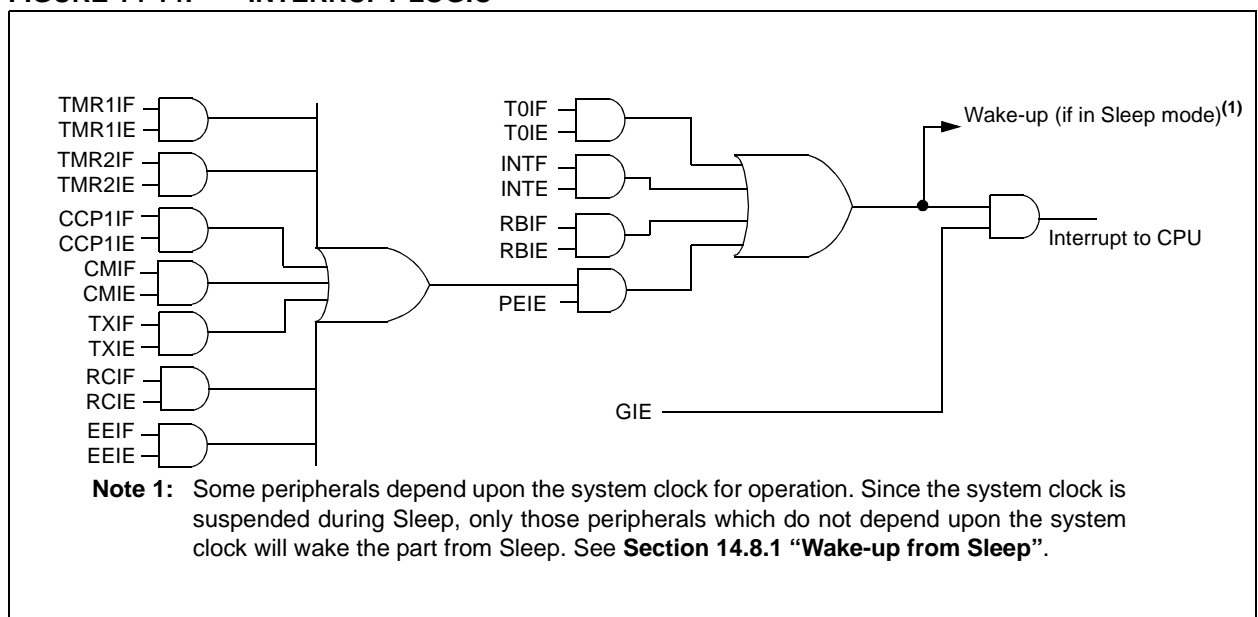 TMR1IF
TMR1IE
TMR2IF
TMR2IE
CCP1IF
CCP1IE
CMIF
CMIE
TXIF
TXIE
RCIF
RCIE
EEIF
EEIE
T0IF
T0IE
INTF
INTE
RBIF
RBIE
PEIE
GIE
Wake-up (if in Sleep mode)(1)
Interrupt to CPU
Note 1: Some peripherals depend upon the system clock for operation. Since the system clock is
suspended during Sleep, only those peripherals which do not depend upon the system
clock will wake the part from Sleep. See Section 14.8.1 “Wake-up from Sleep”.